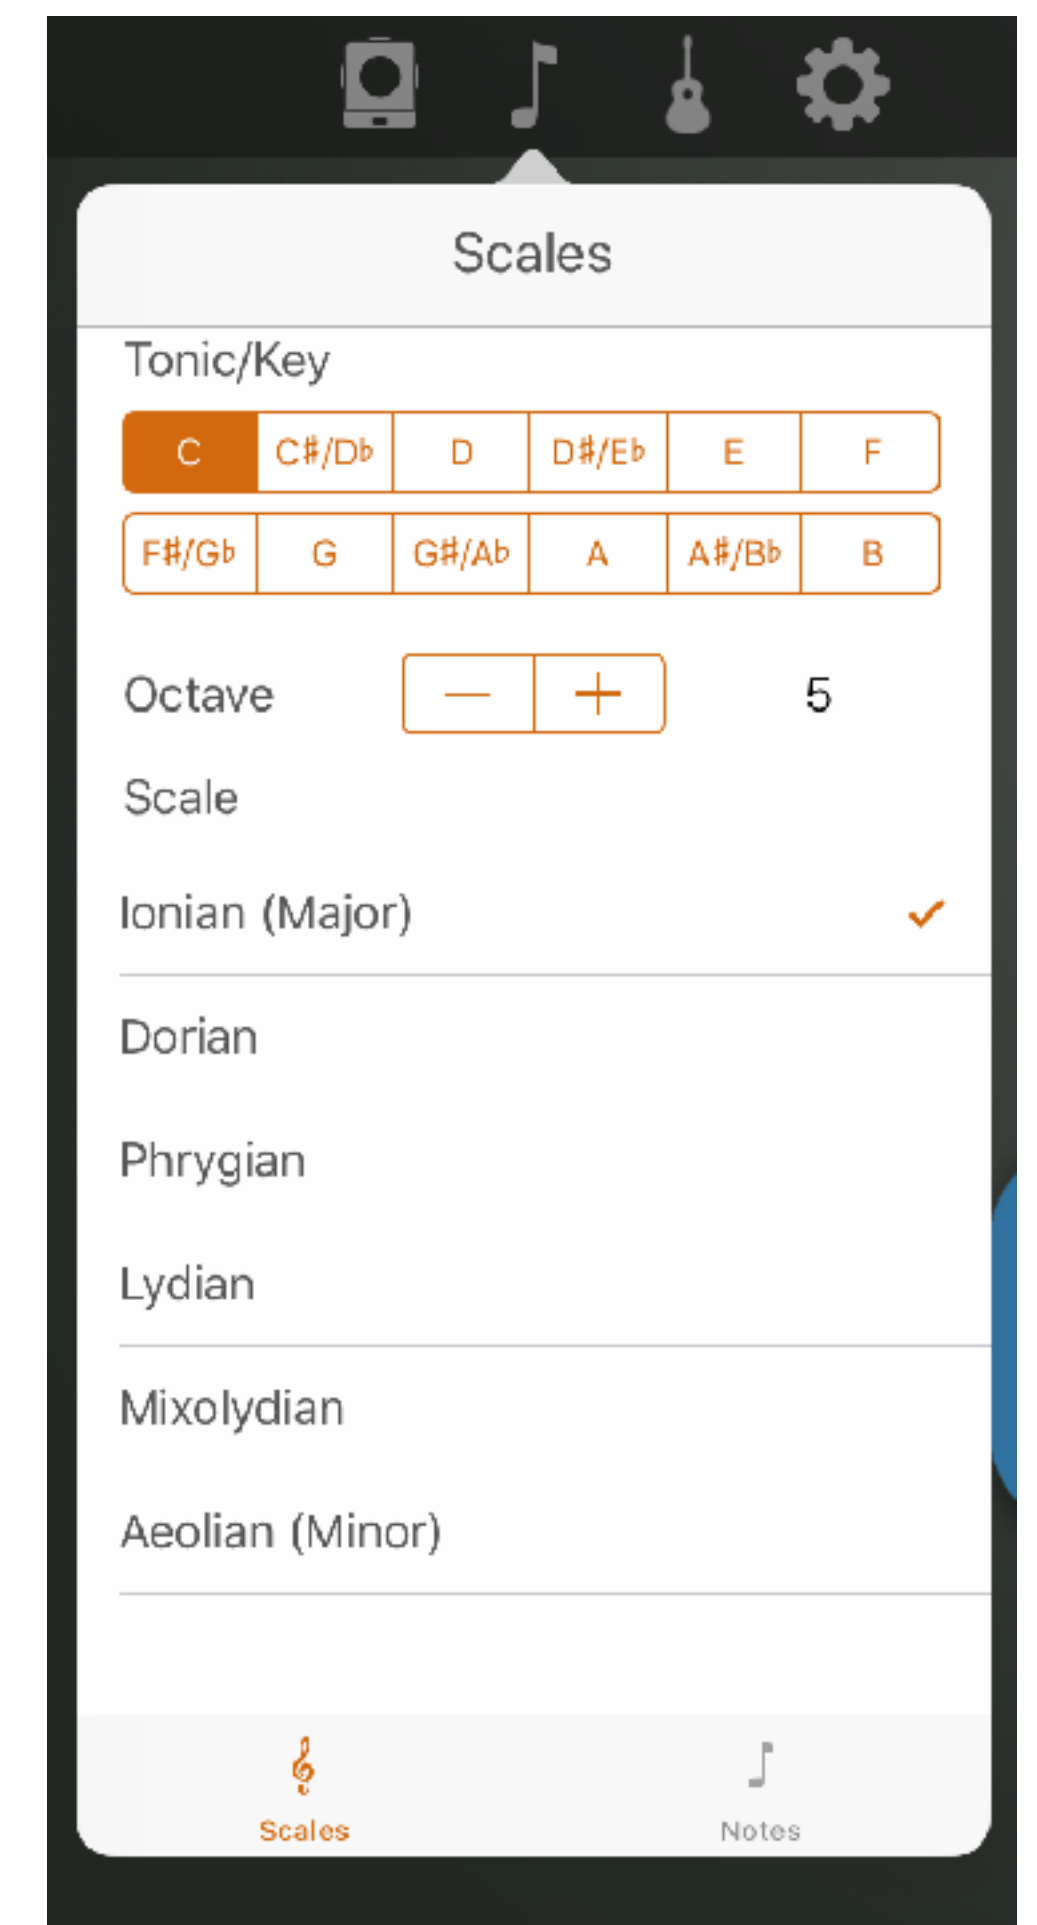 Scales
Tonic/Key
C C♯/D♭ D D♯/E♭ E F
F♯/G♭ G G♯/A♭ A A♯/B♭ B
Octave — + 5
Scale
Ionian (Major)
Dorian
Phrygian
Lydian
Mixolydian
Aeolian (Minor)
Scales Notes